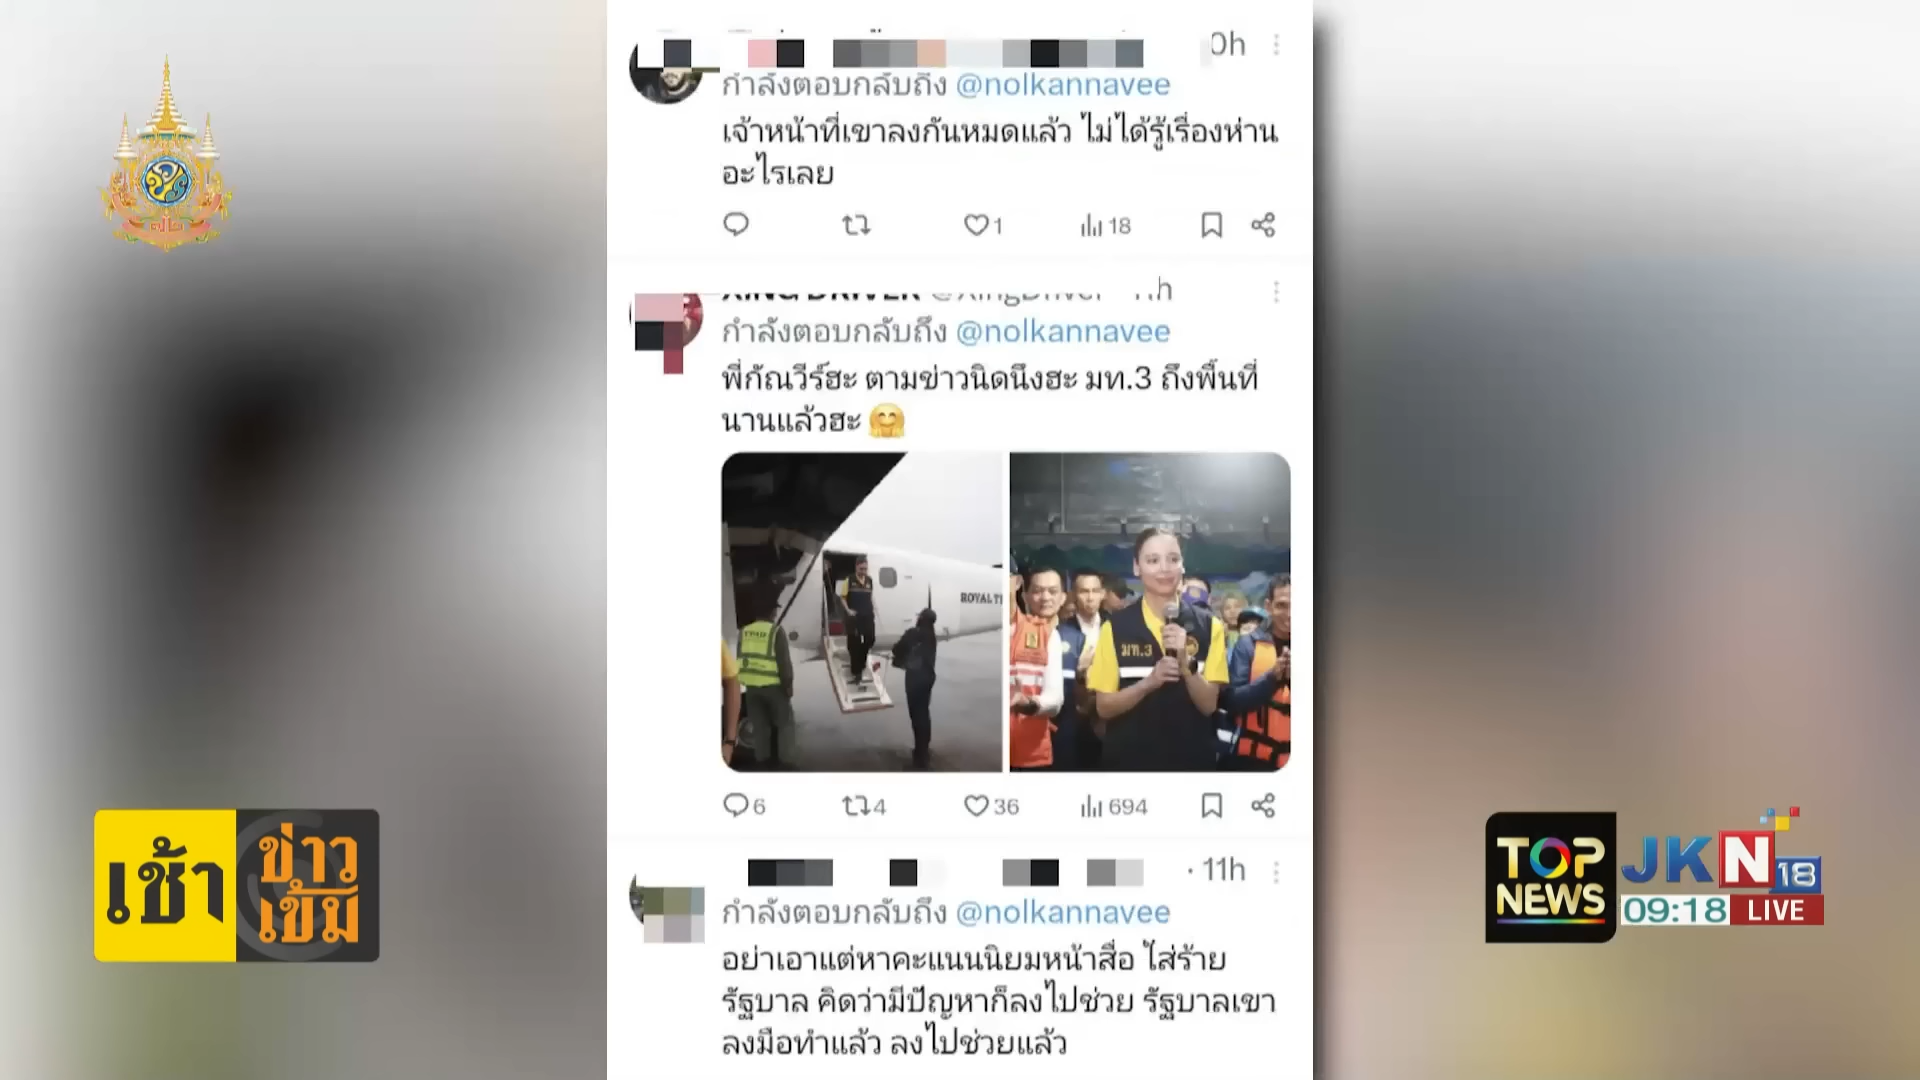 0h
กำลังตอบกลับถึง @nolkannavee
เจ้าหน้าที่เขาลงกันหมดแล้ว ไม่ได้รู้เรื่องห่าน
อะไรเลย
1
18
กำลังตอบกลับถึง @nolkannavee
พี่กัณวีร์ฮะ ตามข่าวนิดนึงฮะ มท.3 ถึงพื้นที่
นานแล้วฮะ 🤗
ROYAL T
มท.3
6
4
36
694
· 11h
กำลังตอบกลับถึง @nolkannavee
อย่าเอาแต่หาคะแนนนิยมหน้าสื่อ ใส่ร้าย
รัฐบาล คิดว่ามีปัญหาก็ลงไปช่วย รัฐบาลเขา
ลงมือทำแล้ว ลงไปช่วยแล้ว
๗๒
เช้า
ข่าว
เข้ม
TOP
NEWS
JKN
18
09:18
LIVE